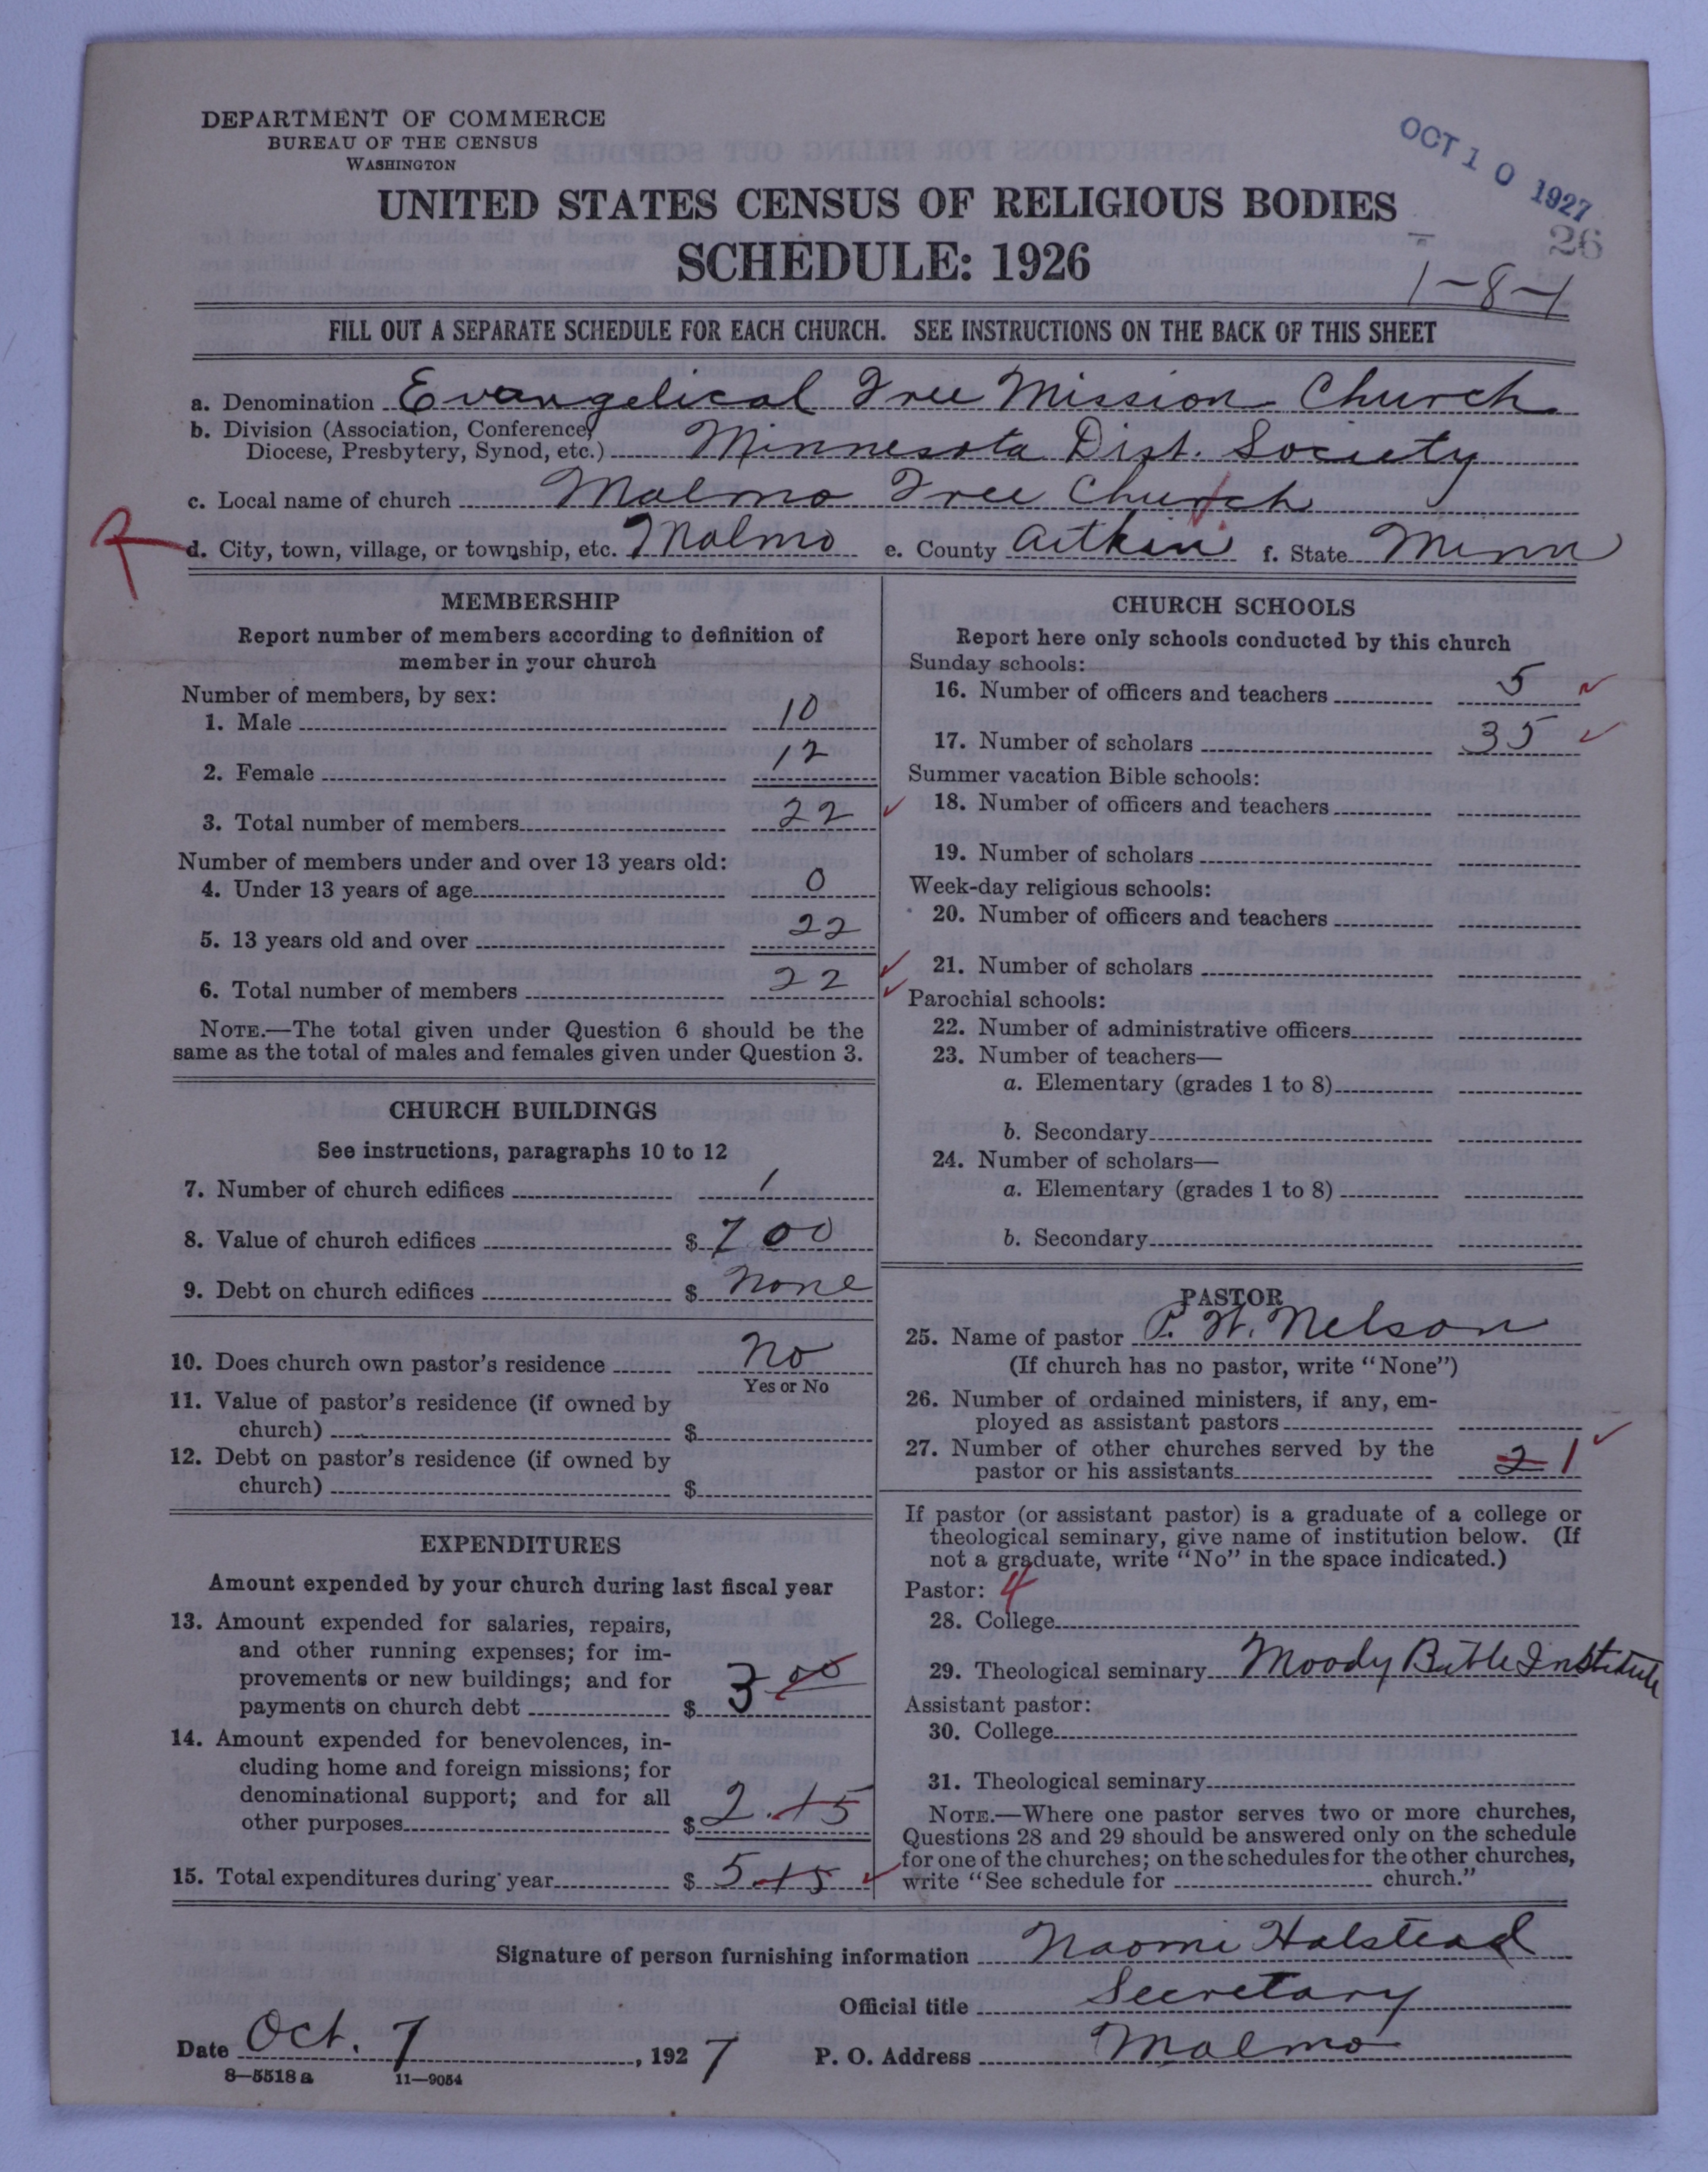 DEPARTMENT OF COMMERCE
BUREAU OF THE CENSUS
WASHINGTON
OCT 10 1927
UNITED STATES CENSUS OF RELIGIOUS BODIES
26
SCHEDULE: 1926
1-8-1
FILL OUT A SEPARATE SCHEDULE FOR EACH CHURCH. SEE INSTRUCTIONS ON THE BACK OF THIS SHEET
a. Denomination Evangelical Free Mission Church
b. Division (Association, Conference,
Diocese, Presbytery, Synod, etc.) Minnesota Dist. Society
c. Local name of church Malmo Free Church
d. City, town, village, or township, etc. Malmo e. County Aitkin f. State Minn
MEMBERSHIP
Report number of members according to definition of
member in your church
Number of members, by sex:
1. Male 10
2. Female 12
3. Total number of members 22
Number of members under and over 13 years old:
4. Under 13 years of age 0
5. 13 years old and over 22
6. Total number of members 22
NOTE.—The total given under Question 6 should be the
same as the total of males and females given under Question 3.
CHURCH BUILDINGS
See instructions, paragraphs 10 to 12
7. Number of church edifices 1
8. Value of church edifices $ 700
9. Debt on church edifices $ none
10. Does church own pastor's residence No
Yes or No
11. Value of pastor's residence (if owned by
church) $
12. Debt on pastor's residence (if owned by
church) $
EXPENDITURES
Amount expended by your church during last fiscal year
13. Amount expended for salaries, repairs,
and other running expenses; for im-
provements or new buildings; and for
payments on church debt $ 3 00
14. Amount expended for benevolences, in-
cluding home and foreign missions; for
denominational support; and for all
other purposes $ 2.15
15. Total expenditures during year $ 5.15
CHURCH SCHOOLS
Report here only schools conducted by this church
Sunday schools:
16. Number of officers and teachers 5
17. Number of scholars 35
Summer vacation Bible schools:
18. Number of officers and teachers
19. Number of scholars
Week-day religious schools:
20. Number of officers and teachers
21. Number of scholars
Parochial schools:
22. Number of administrative officers
23. Number of teachers—
a. Elementary (grades 1 to 8)
b. Secondary
24. Number of scholars—
a. Elementary (grades 1 to 8)
b. Secondary
PASTOR
25. Name of pastor P. W. Nelson
(If church has no pastor, write "None")
26. Number of ordained ministers, if any, em-
ployed as assistant pastors
27. Number of other churches served by the
pastor or his assistants 2 1
If pastor (or assistant pastor) is a graduate of a college or
theological seminary, give name of institution below. (If
not a graduate, write "No" in the space indicated.)
Pastor: 4
28. College
29. Theological seminary Moody Bible Institute
Assistant pastor:
30. College
31. Theological seminary
NOTE.—Where one pastor serves two or more churches,
Questions 28 and 29 should be answered only on the schedule
for one of the churches; on the schedules for the other churches,
write "See schedule for church."
Signature of person furnishing information Naomi Halstead
Official title Secretary
Date Oct. 7, 1927 P. O. Address Malmo
8—5518a 11—9054